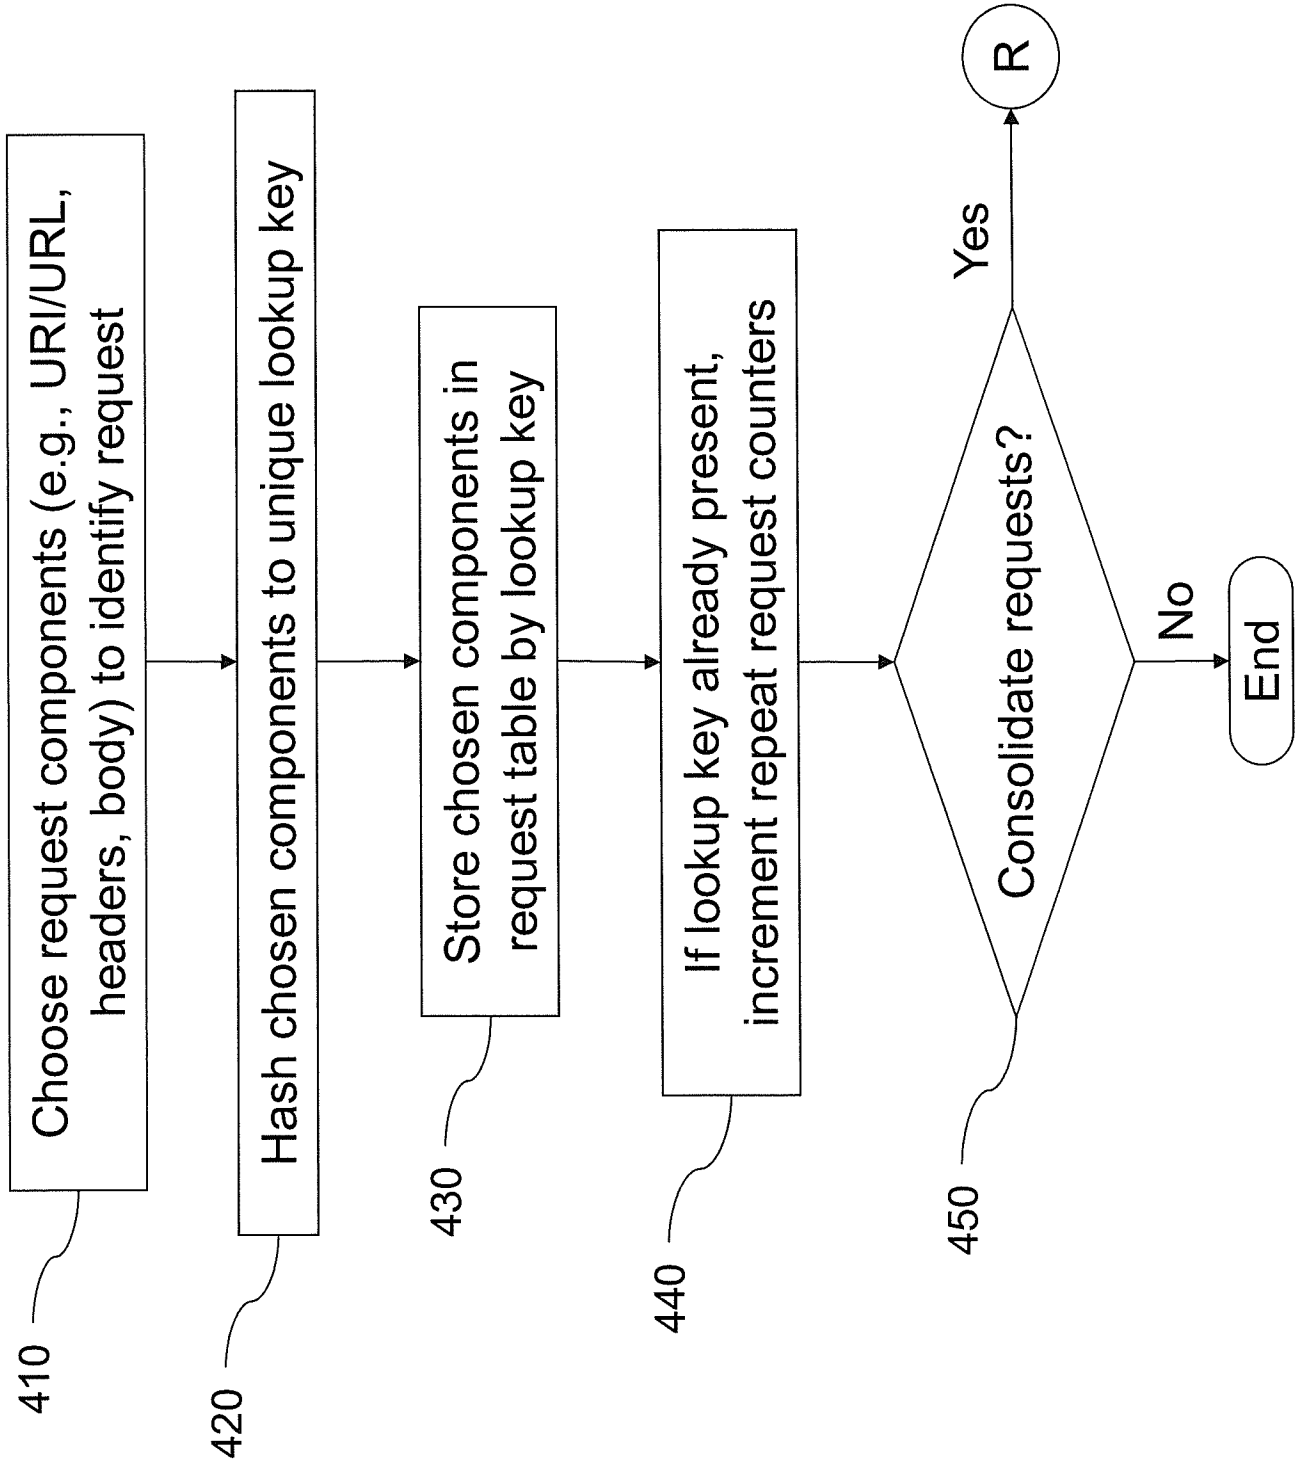 410
Choose request components (e.g., URI/URL,
headers, body) to identify request
420
Hash chosen components to unique lookup key
430
Store chosen components in
request table by lookup key
440
If lookup key already present,
increment repeat request counters
450
Consolidate requests?
Yes
R
No
End